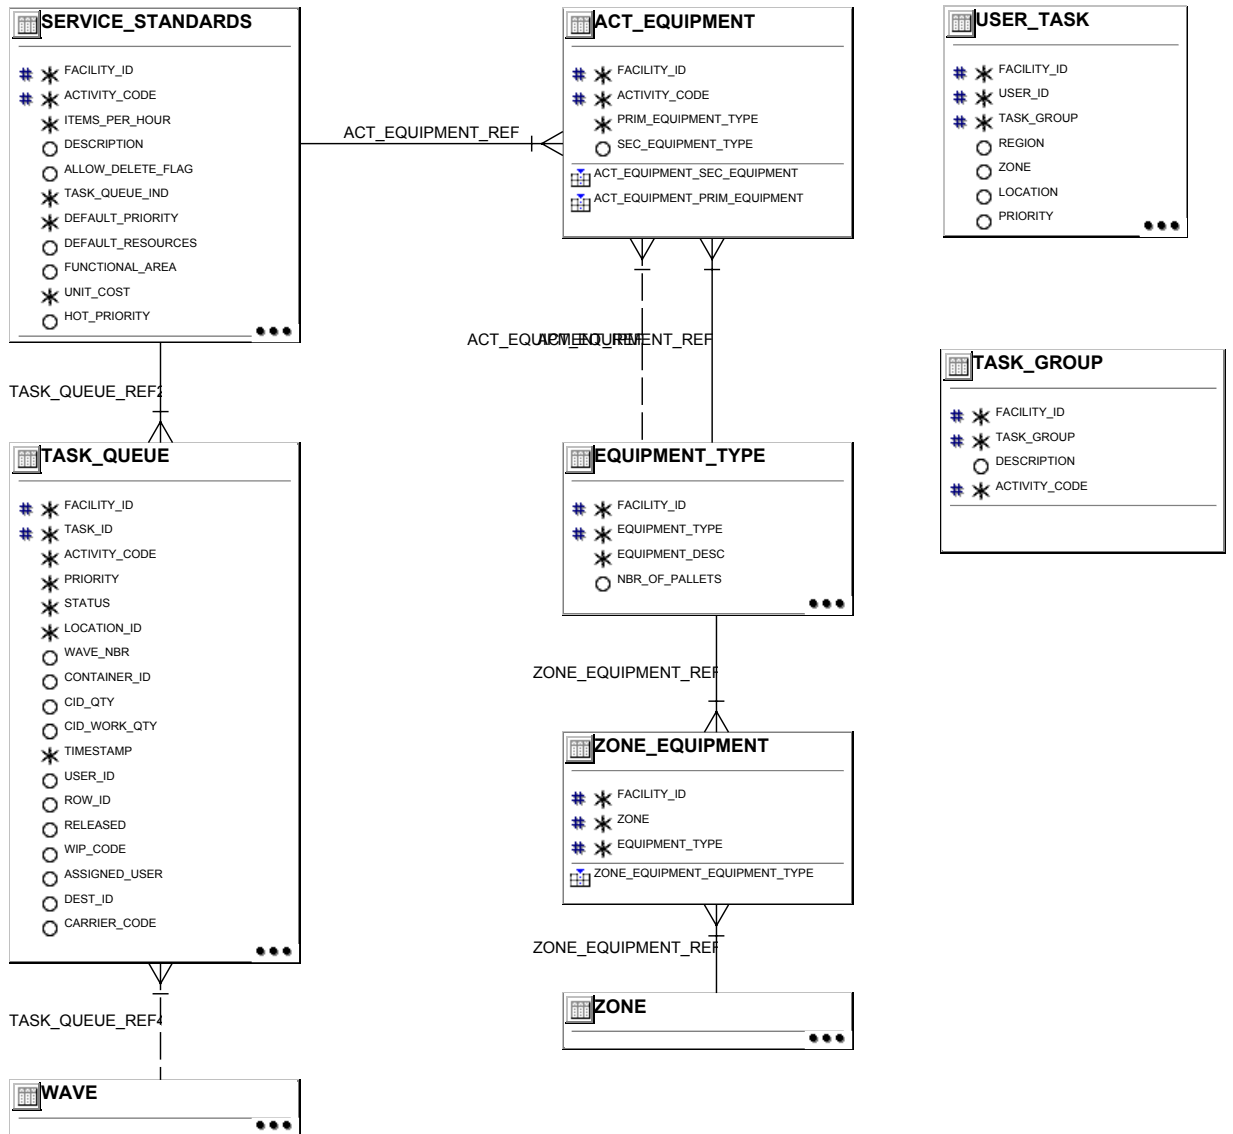 SERVICE_STANDARDS
# * FACILITY_ID
# * ACTIVITY_CODE
* ITEMS_PER_HOUR
O DESCRIPTION
O ALLOW_DELETE_FLAG
* TASK_QUEUE_IND
* DEFAULT_PRIORITY
O DEFAULT_RESOURCES
O FUNCTIONAL_AREA
* UNIT_COST
O HOT_PRIORITY
ACT_EQUIPMENT_REF
ACT_EQUIPMENT
# * FACILITY_ID
# * ACTIVITY_CODE
* PRIM_EQUIPMENT_TYPE
O SEC_EQUIPMENT_TYPE
ACT_EQUIPMENT_SEC_EQUIPMENT
ACT_EQUIPMENT_PRIM_EQUIPMENT
USER_TASK
# * FACILITY_ID
# * USER_ID
# * TASK_GROUP
O REGION
O ZONE
O LOCATION
O PRIORITY
ACT_EQUIPMENT_REF
ACT_EQUIPMENT_REF
TASK_GROUP
# * FACILITY_ID
# * TASK_GROUP
O DESCRIPTION
# * ACTIVITY_CODE
TASK_QUEUE_REF2
TASK_QUEUE
# * FACILITY_ID
# * TASK_ID
* ACTIVITY_CODE
* PRIORITY
* STATUS
* LOCATION_ID
O WAVE_NBR
O CONTAINER_ID
O CID_QTY
O CID_WORK_QTY
* TIMESTAMP
O USER_ID
O ROW_ID
O RELEASED
O WIP_CODE
O ASSIGNED_USER
O DEST_ID
O CARRIER_CODE
EQUIPMENT_TYPE
# * FACILITY_ID
# * EQUIPMENT_TYPE
* EQUIPMENT_DESC
O NBR_OF_PALLETS
ZONE_EQUIPMENT_REF
ZONE_EQUIPMENT
# * FACILITY_ID
# * ZONE
# * EQUIPMENT_TYPE
ZONE_EQUIPMENT_EQUIPMENT_TYPE
ZONE_EQUIPMENT_REF
ZONE
TASK_QUEUE_REF4
WAVE